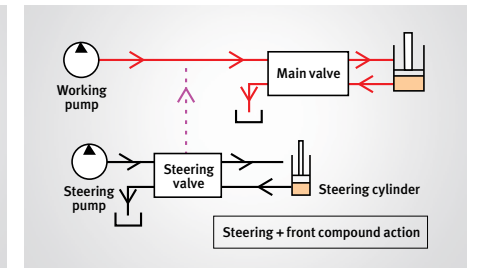 Working
pump
Main valve
Steering
pump
Steering
valve
Steering cylinder
Steering + front compound action